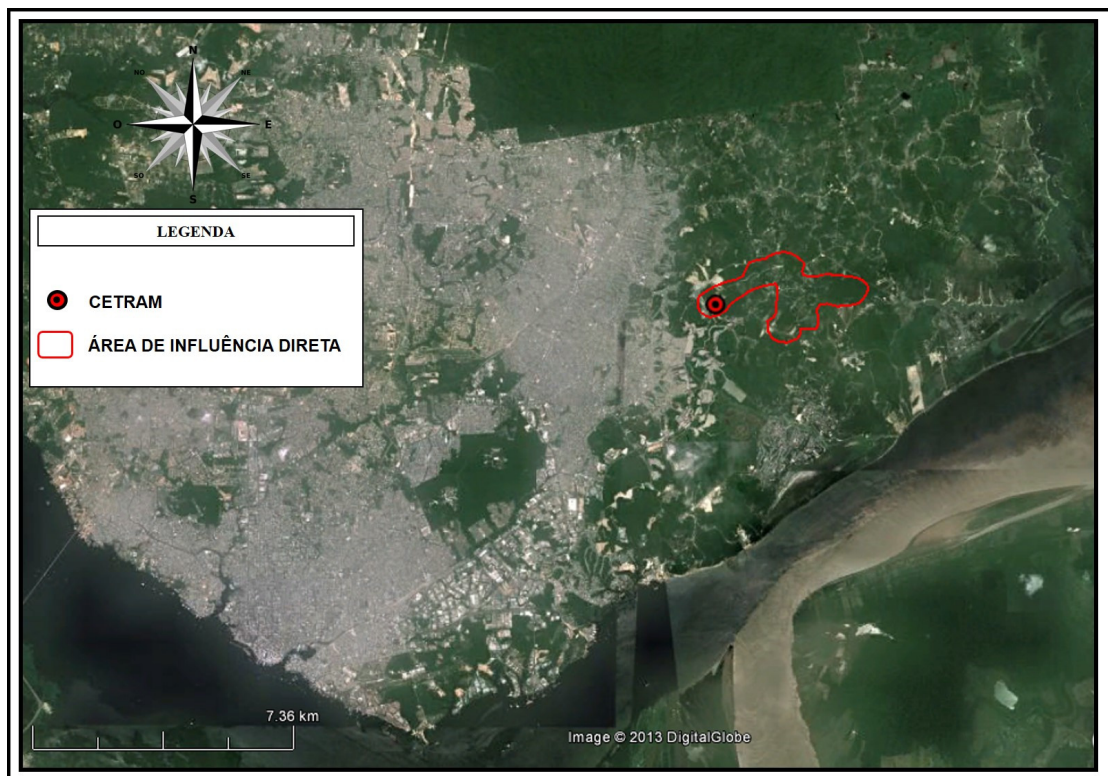 N
NO
NE
O
E
SO
SE
S
LEGENDA
CETRAM
ÁREA DE INFLUÊNCIA DIRETA
7.36 km
Image © 2013 DigitalGlobe